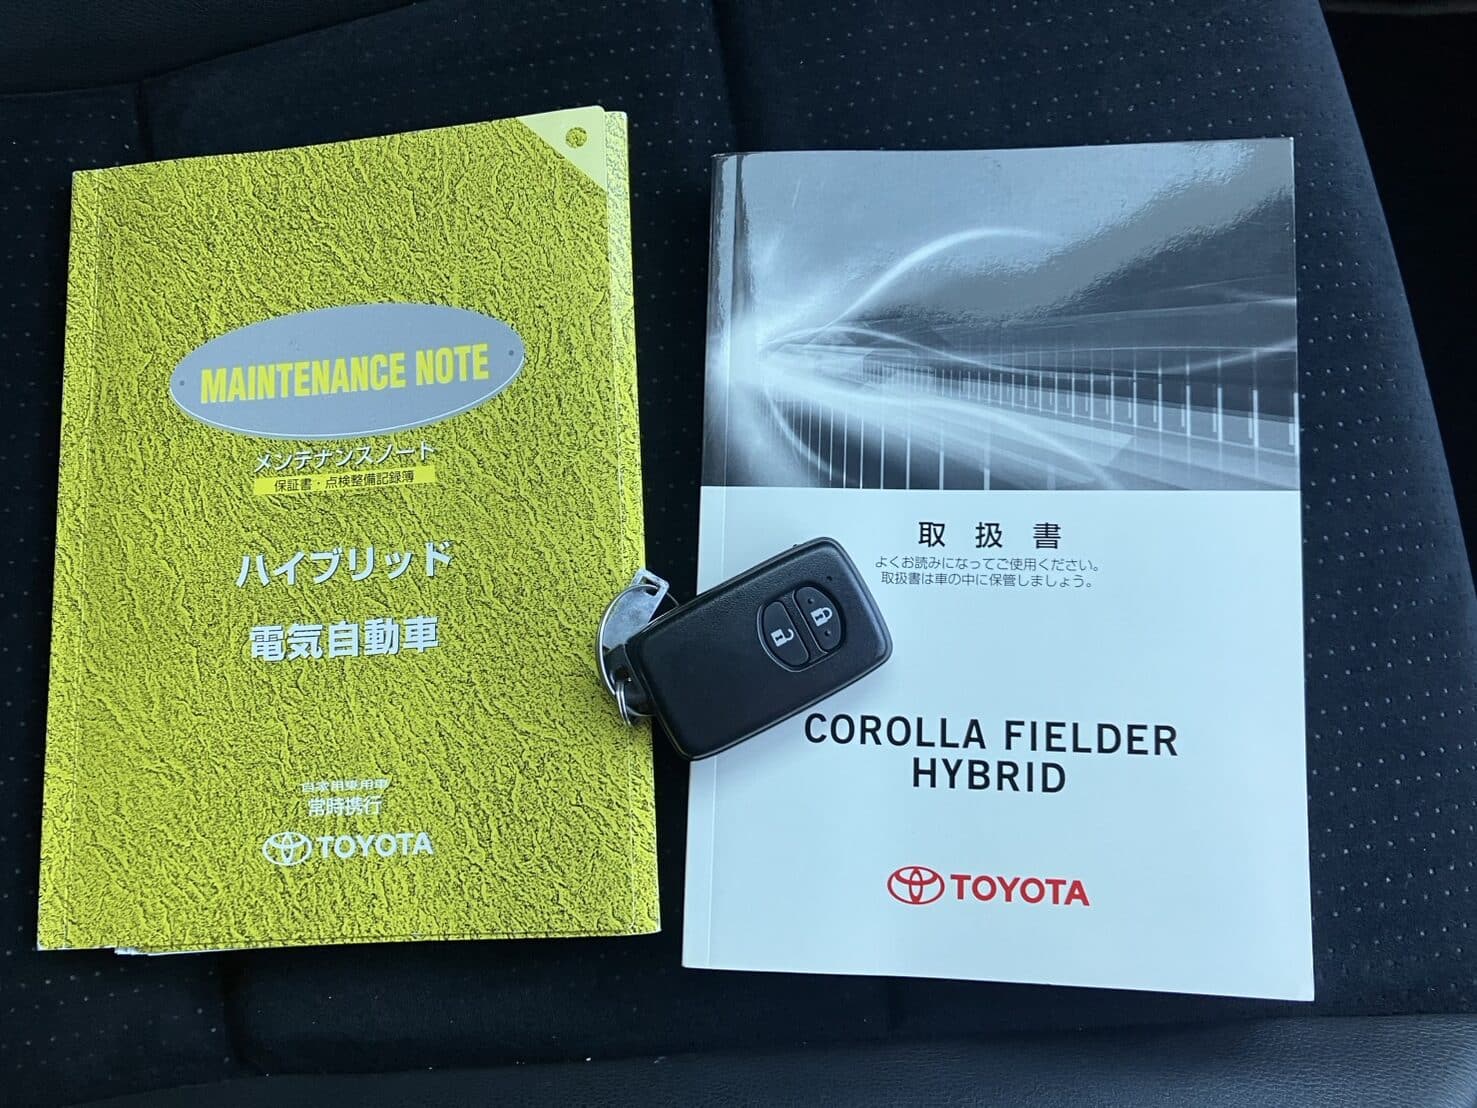 MAINTENANCE NOTE
メンテナンスノート
保証書・点検整備記録簿
ハイブリッド
電気自動車
自家用乗用車
常時携行
TOYOTA
取扱書
よくお読みになってご使用ください。
取扱書は車の中に保管しましょう。
COROLLA FIELDER
HYBRID
TOYOTA